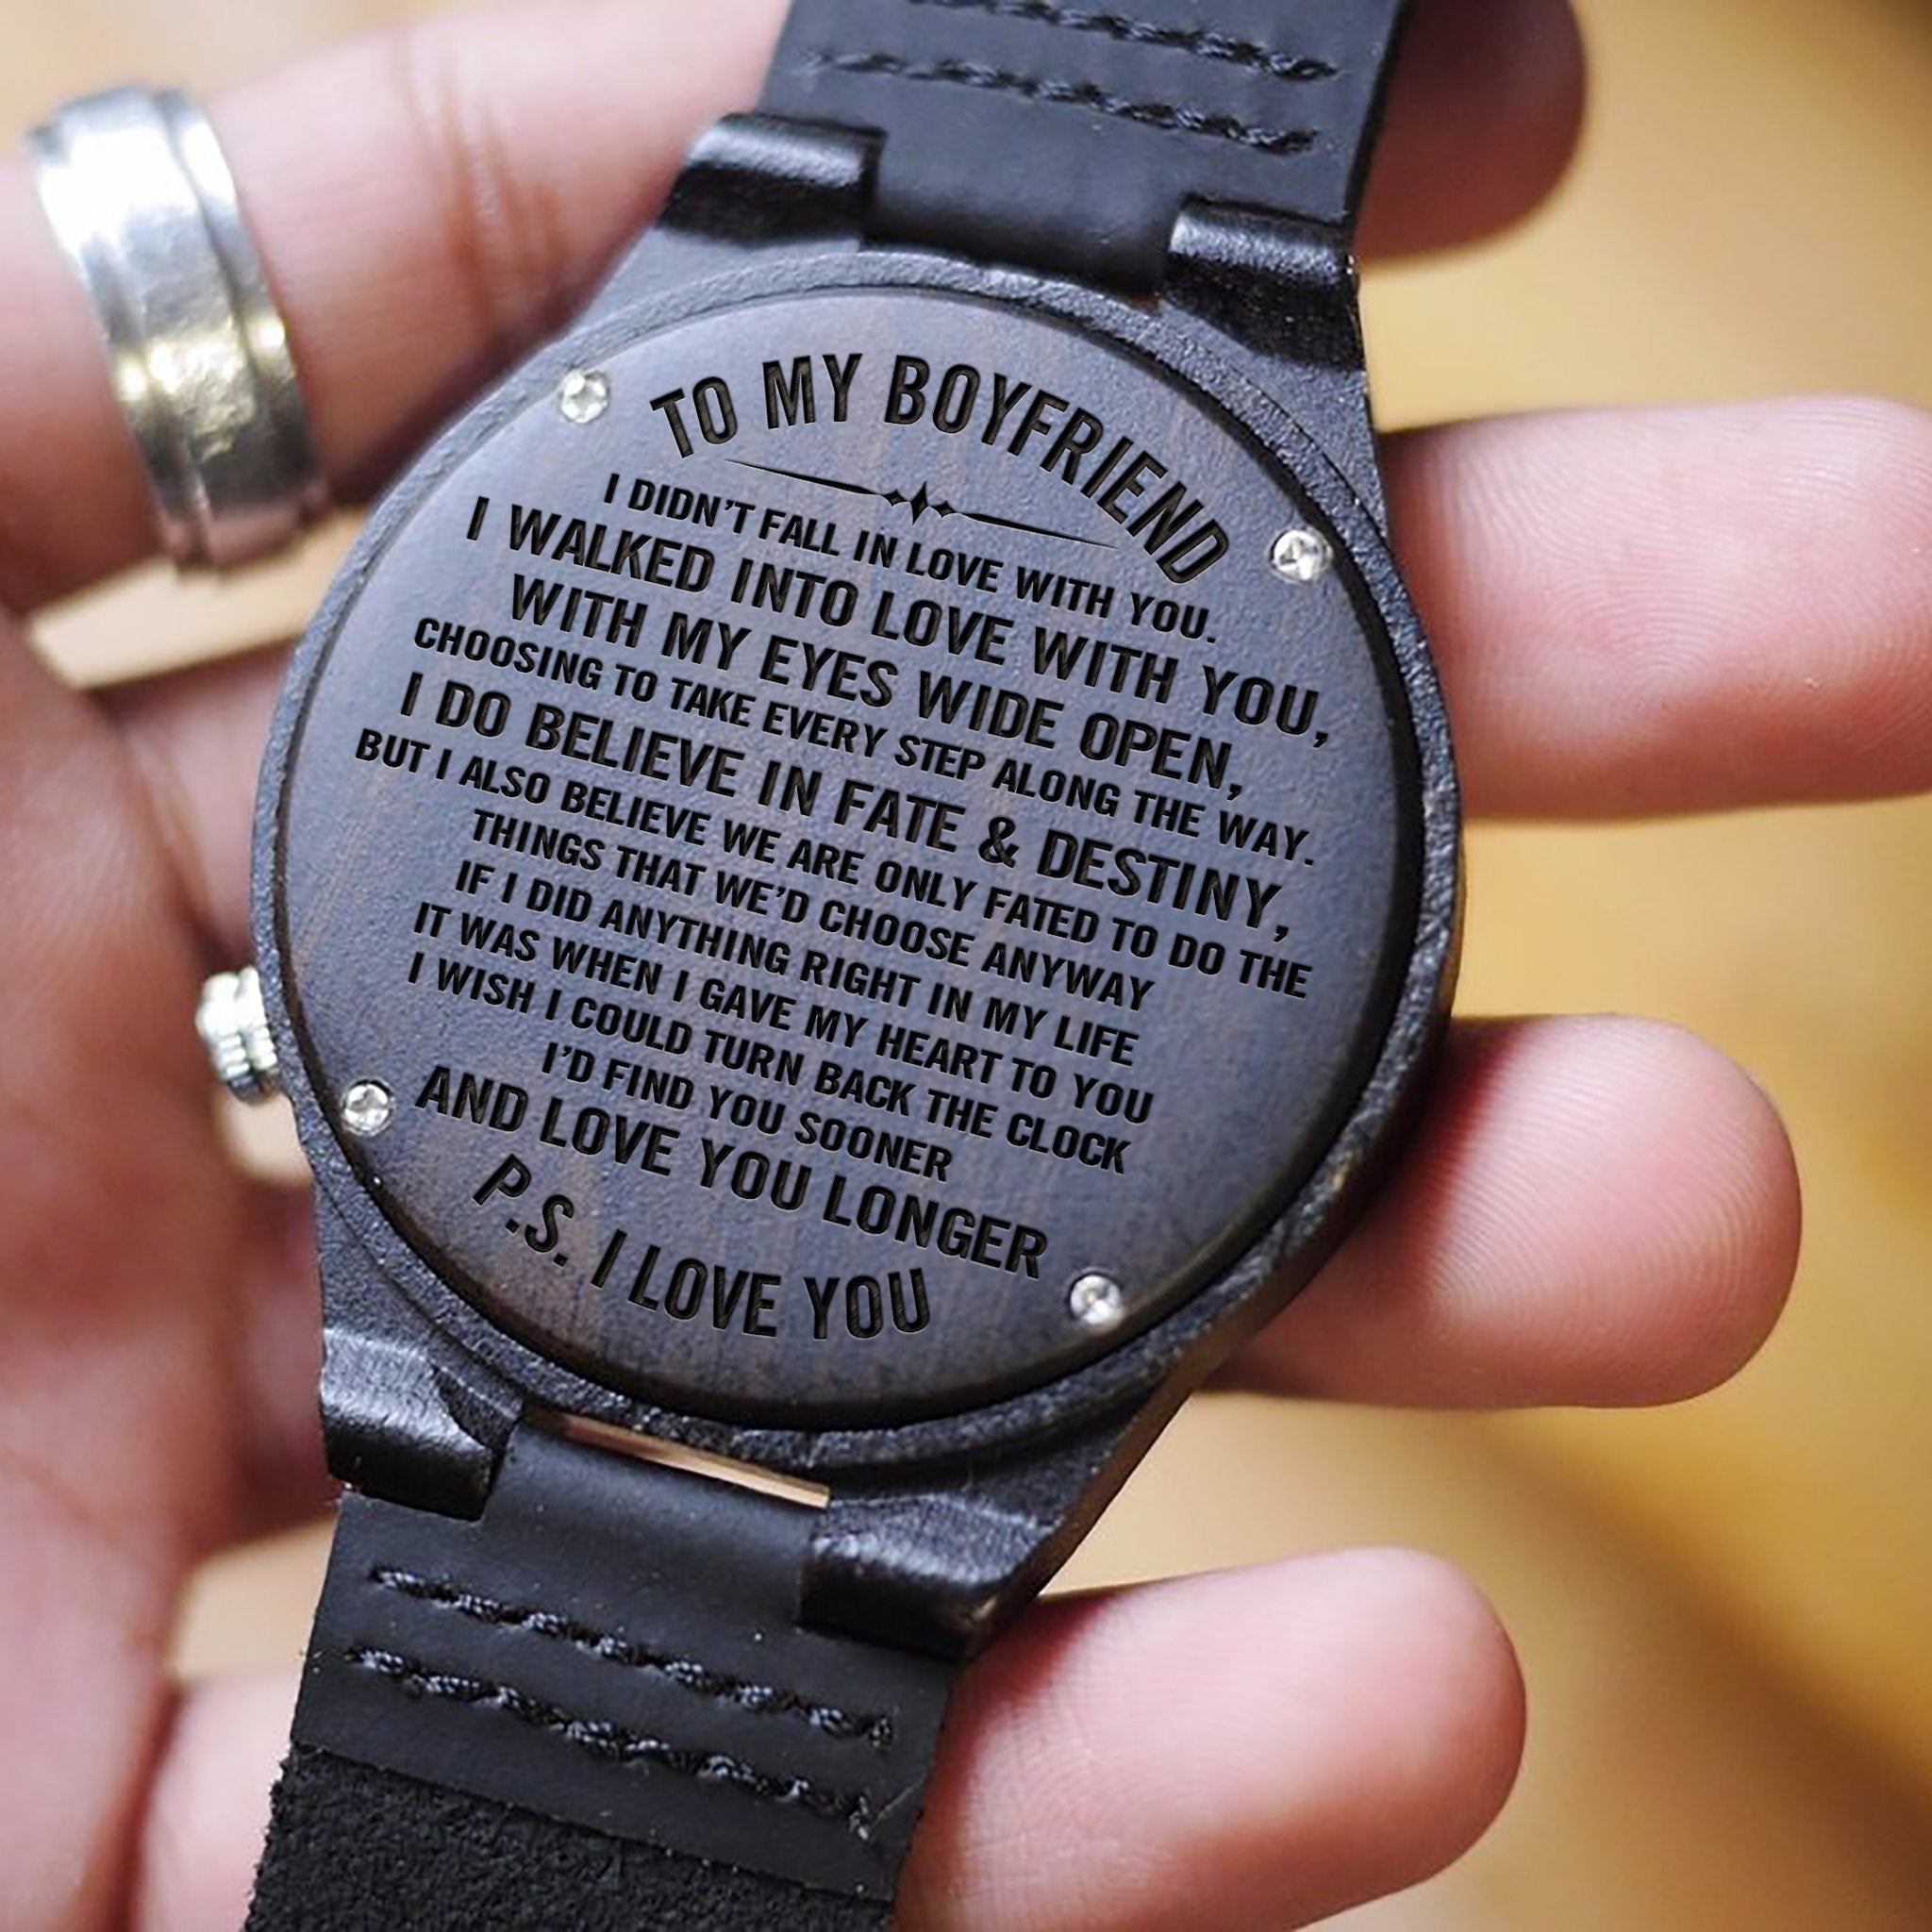 TO MY BOYFRIEND
I DIDN'T FALL IN LOVE WITH YOU.
I WALKED INTO LOVE WITH YOU,
WITH MY EYES WIDE OPEN,
CHOOSING TO TAKE EVERY STEP ALONG THE WAY.
I DO BELIEVE IN FATE & DESTINY,
BUT I ALSO BELIEVE WE ARE ONLY FATED TO DO THE
THINGS THAT WE'D CHOOSE ANYWAY
IF I DID ANYTHING RIGHT IN MY LIFE
IT WAS WHEN I GAVE MY HEART TO YOU
I WISH I COULD TURN BACK THE CLOCK
I'D FIND YOU SOONER
AND LOVE YOU LONGER
P.S. I LOVE YOU